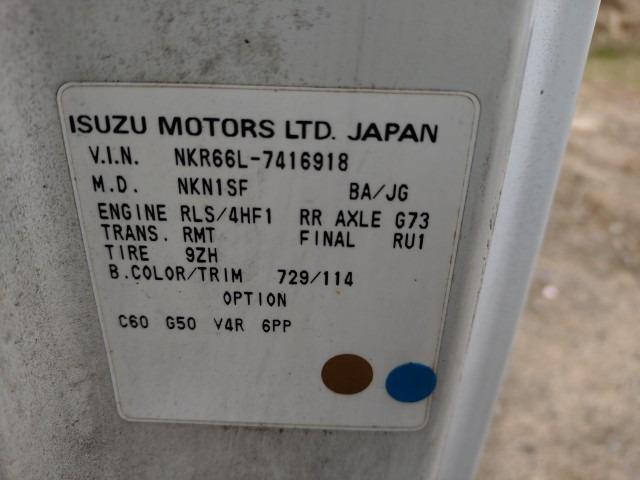 ISUZU MOTORS LTD. JAPAN
V.I.N. NKR66L-7416918
M.D. NKN1SF BA/JG
ENGINE RLS/4HF1 RR AXLE G73
TRANS. RMT FINAL RU1
TIRE 9ZH
B.COLOR/TRIM 729/114
OPTION
C60 G50 V4R 6PP